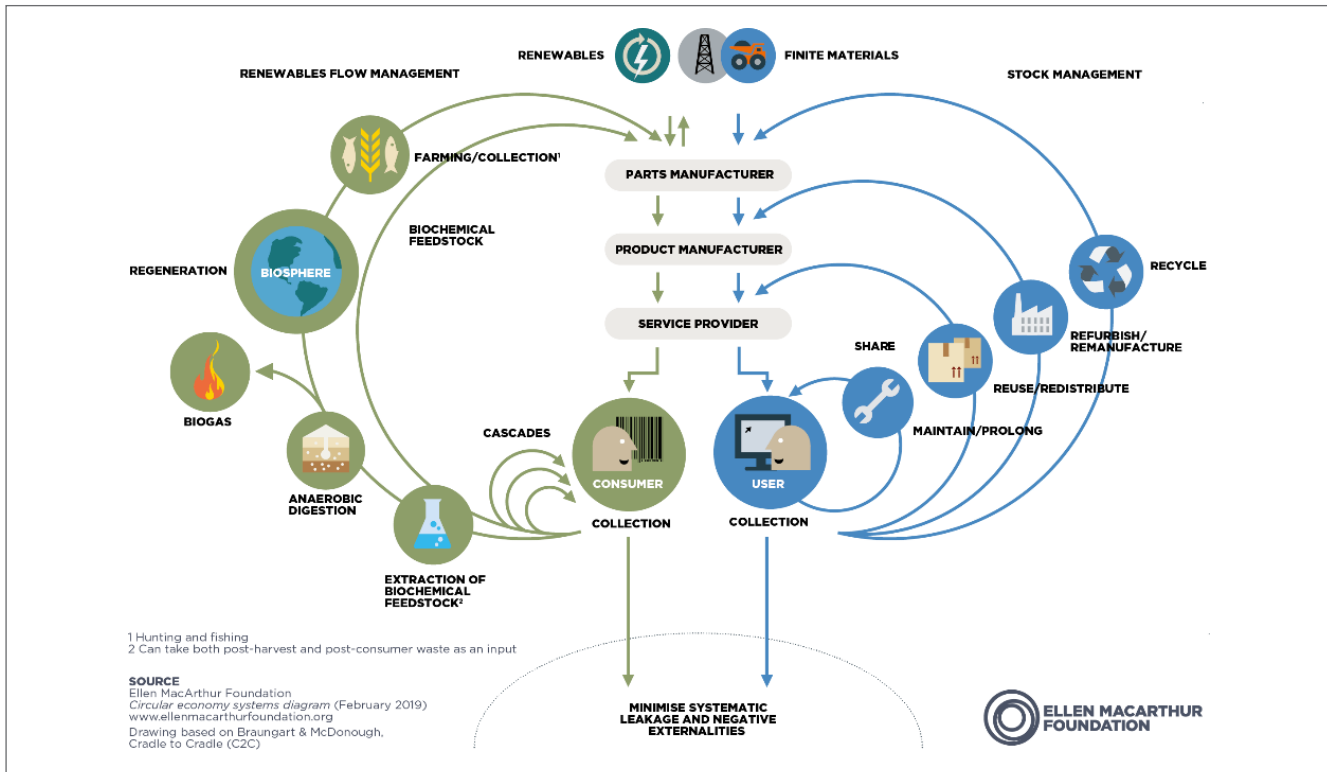 RENEWABLES
FINITE MATERIALS
RENEWABLES FLOW MANAGEMENT
STOCK MANAGEMENT
FARMING/COLLECTION¹
PARTS MANUFACTURER
BIOCHEMICAL
FEEDSTOCK
PRODUCT MANUFACTURER
REGENERATION
BIOSPHERE
RECYCLE
SERVICE PROVIDER
SHARE
REFURBISH/
REMANUFACTURE
REUSE/REDISTRIBUTE
BIOGAS
CASCADES
MAINTAIN/PROLONG
CONSUMER
USER
ANAEROBIC
DIGESTION
COLLECTION
COLLECTION
EXTRACTION OF
BIOCHEMICAL
FEEDSTOCK²
1 Hunting and fishing
2 Can take both post-harvest and post-consumer waste as an input
SOURCE
Ellen MacArthur Foundation
Circular economy systems diagram (February 2019)
www.ellenmacarthurfoundation.org
Drawing based on Braungart & McDonough,
Cradle to Cradle (C2C)
MINIMISE SYSTEMATIC
LEAKAGE AND NEGATIVE
EXTERNALITIES
ELLEN MACARTHUR
FOUNDATION